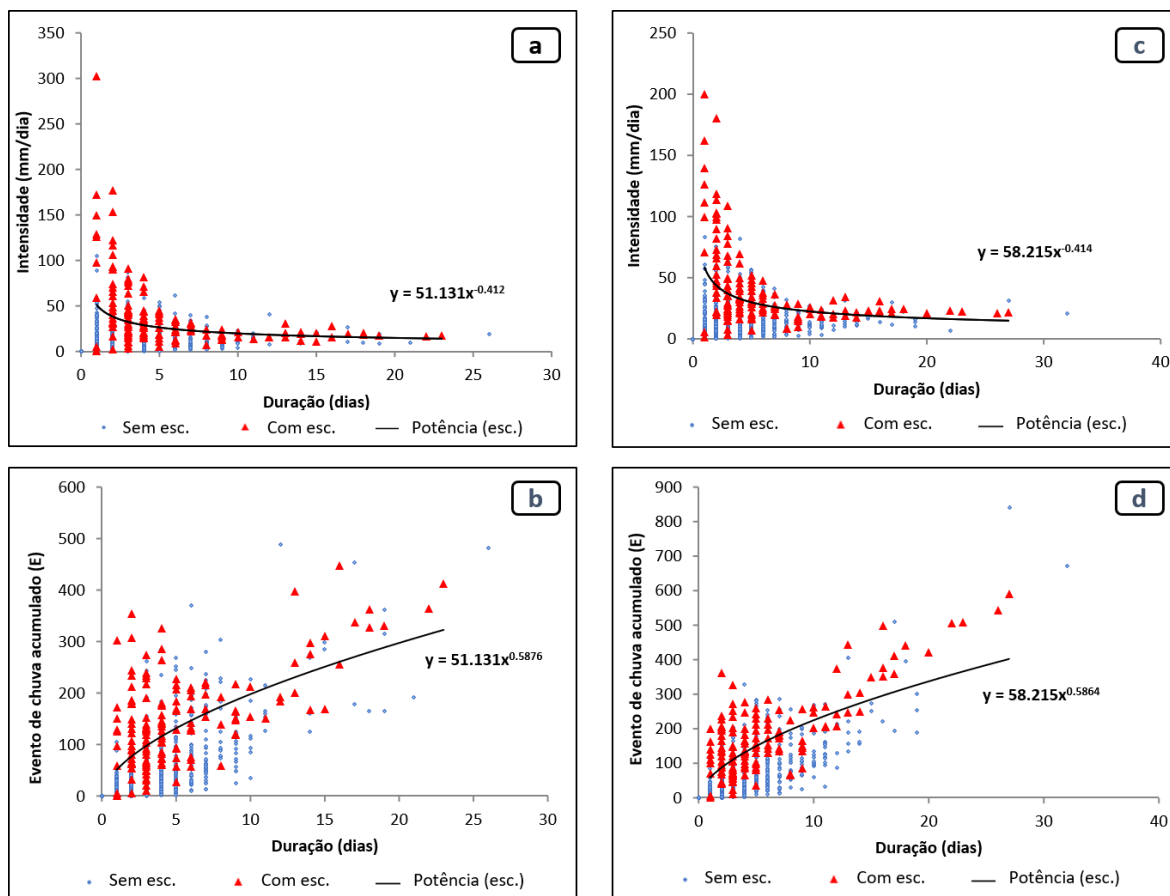 a
350
300
250
200
150
100
50
0
Intensidade (mm/dia)
y = 51.131x^-0.412
0 5 10 15 20 25 30
Duração (dias)
Sem esc. Com esc. Potência (esc.)
c
250
200
150
100
50
0
Intensidade (mm/dia)
y = 58.215x^-0.414
0 10 20 30 40
Duração (dias)
Sem esc. Com esc. Potência (esc.)
b
600
500
400
300
200
100
0
Evento de chuva acumulado (E)
y = 51.131x^0.5876
0 5 10 15 20 25 30
Duração (dias)
Sem esc. Com esc. Potência (esc.)
d
900
800
700
600
500
400
300
200
100
0
Evento de chuva acumulado (E)
y = 58.215x^0.5864
0 10 20 30 40
Duração (dias)
Sem esc. Com esc. Potência (esc.)